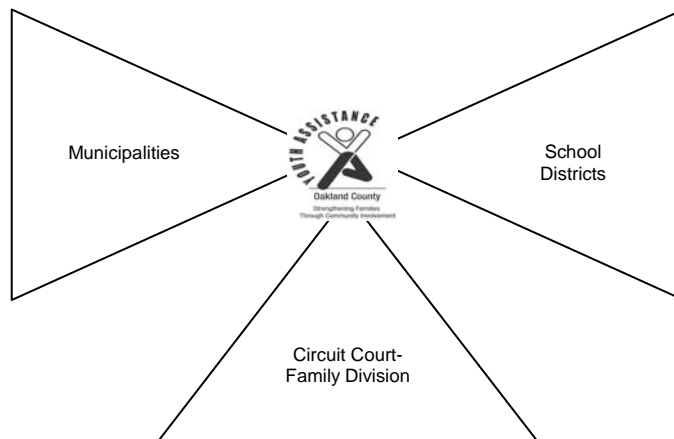 YOUTH ASSISTANCE
Municipalities
School
Districts
Oakland County
Strengthening Families
Through Community Involvement
Circuit Court-
Family Division